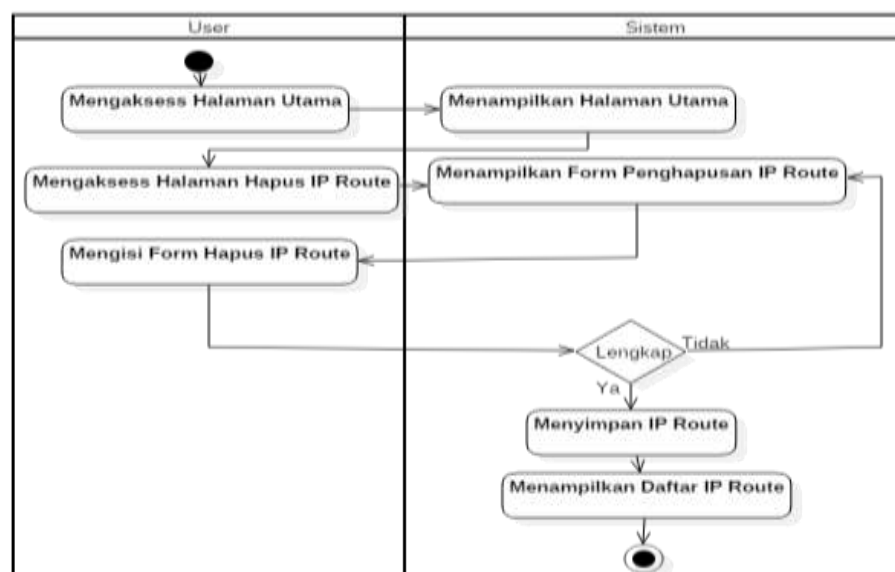 User
Sistem
Mengaksess Halaman Utama
Menampilkan Halaman Utama
Mengaksess Halaman Hapus IP Route
Menampilkan Form Penghapusan IP Route
Mengisi Form Hapus IP Route
Lengkap
Tidak
Ya
Menyimpan IP Route
Menampilkan Daftar IP Route